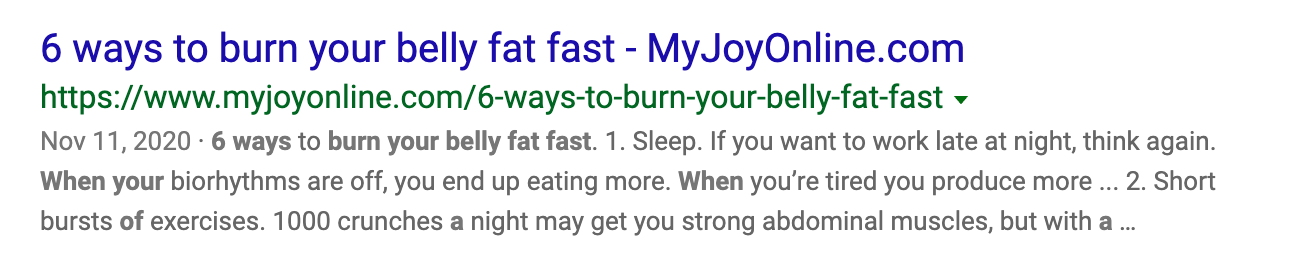 6 ways to burn your belly fat fast - MyJoyOnline.com
https://www.myjoyonline.com/6-ways-to-burn-your-belly-fat-fast
Nov 11, 2020 · 6 ways to burn your belly fat fast. 1. Sleep. If you want to work late at night, think again.
When your biorhythms are off, you end up eating more. When you’re tired you produce more ... 2. Short
bursts of exercises. 1000 crunches a night may get you strong abdominal muscles, but with a …